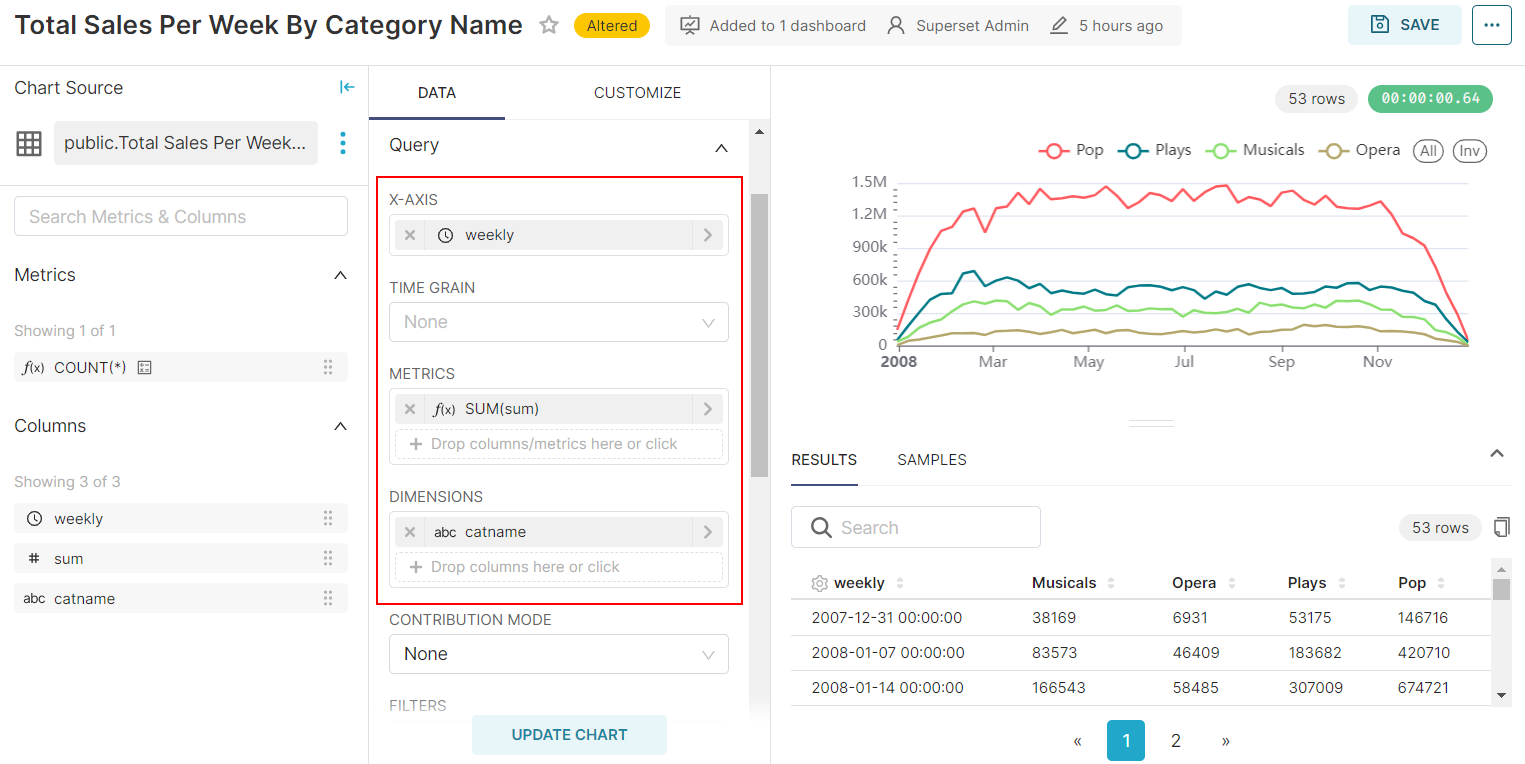 Total Sales Per Week By Category Name Altered Added to 1 dashboard Superset Admin 5 hours ago SAVE ...
Chart Source
public.Total Sales Per Week...
Search Metrics & Columns
Metrics
Showing 1 of 1
f(x) COUNT(*)
Columns
Showing 3 of 3
weekly
# sum
abc catname
DATA CUSTOMIZE
Query
X-AXIS
weekly
TIME GRAIN
None
METRICS
f(x) SUM(sum)
Drop columns/metrics here or click
DIMENSIONS
abc catname
Drop columns here or click
CONTRIBUTION MODE
None
FILTERS
UPDATE CHART
53 rows 00:00:00.64
Pop Plays Musicals Opera All Inv
1.5M
1.2M
900k
600k
300k
0
2008 Mar May Jul Sep Nov
RESULTS SAMPLES
Search 53 rows
weekly Musicals Opera Plays Pop
2007-12-31 00:00:00 38169 6931 53175 146716
2008-01-07 00:00:00 83573 46409 183682 420710
2008-01-14 00:00:00 166543 58485 307009 674721
« 1 2 »